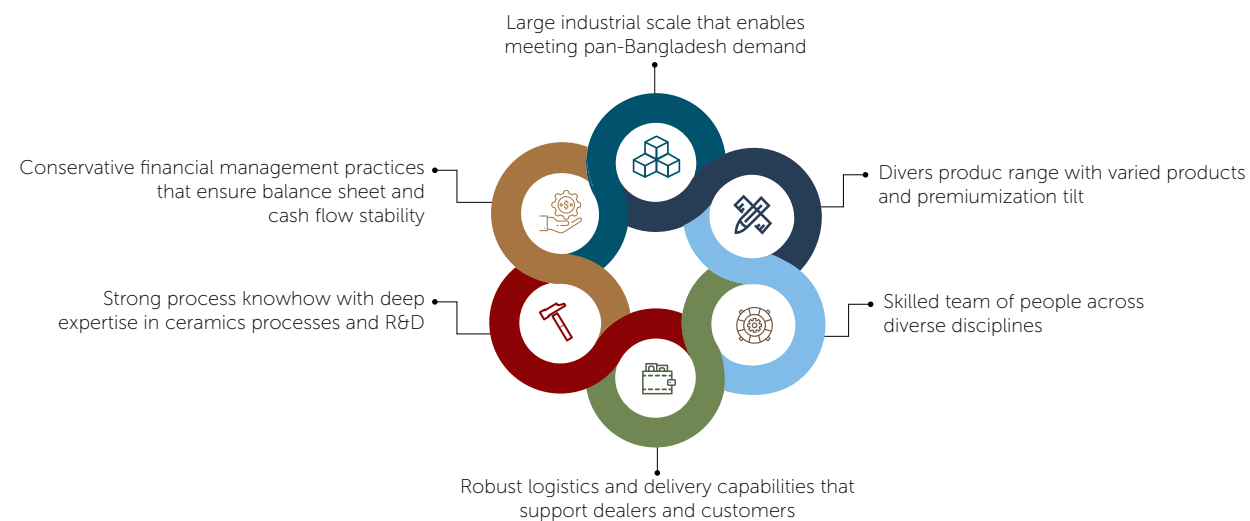 Large industrial scale that enables
meeting pan-Bangladesh demand
Divers produc range with varied products
and premiumization tilt
Skilled team of people across
diverse disciplines
Robust logistics and delivery capabilities that
support dealers and customers
Strong process knowhow with deep
expertise in ceramics processes and R&D
Conservative financial management practices
that ensure balance sheet and
cash flow stability